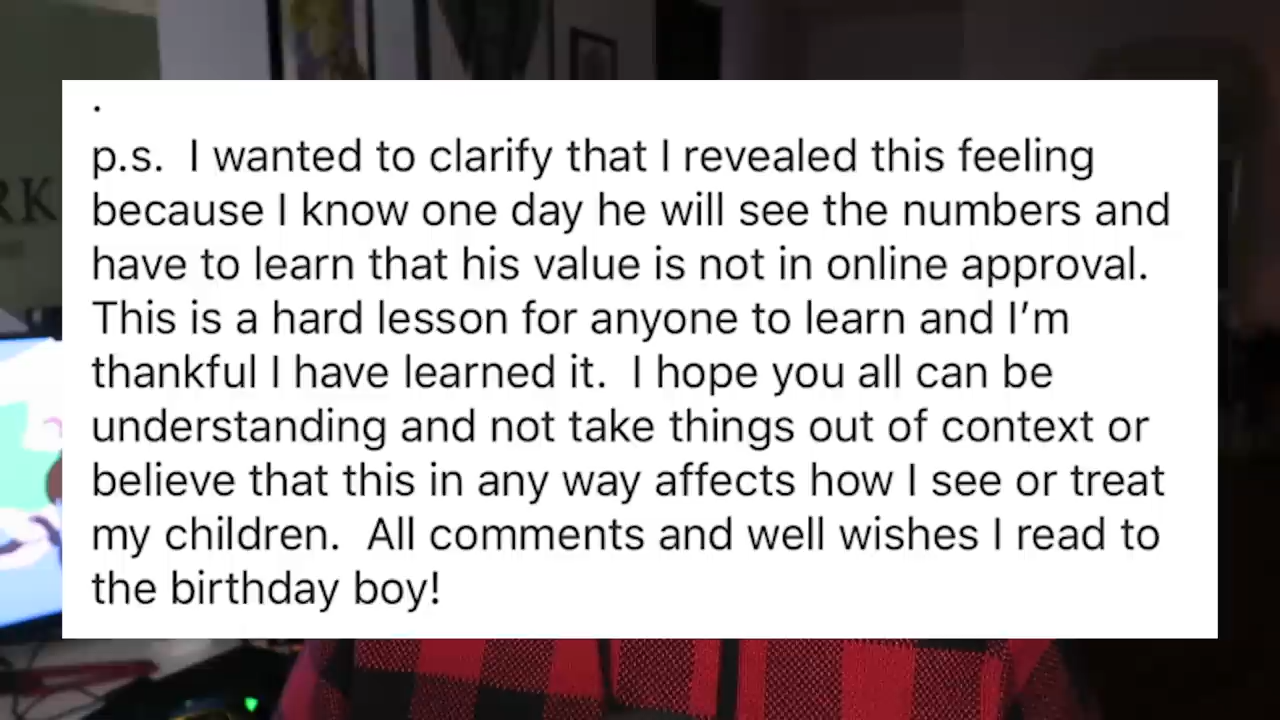 .
p.s.  I wanted to clarify that I revealed this feeling
because I know one day he will see the numbers and
have to learn that his value is not in online approval.
This is a hard lesson for anyone to learn and I’m
thankful I have learned it.  I hope you all can be
understanding and not take things out of context or
believe that this in any way affects how I see or treat
my children.  All comments and well wishes I read to
the birthday boy!
RK